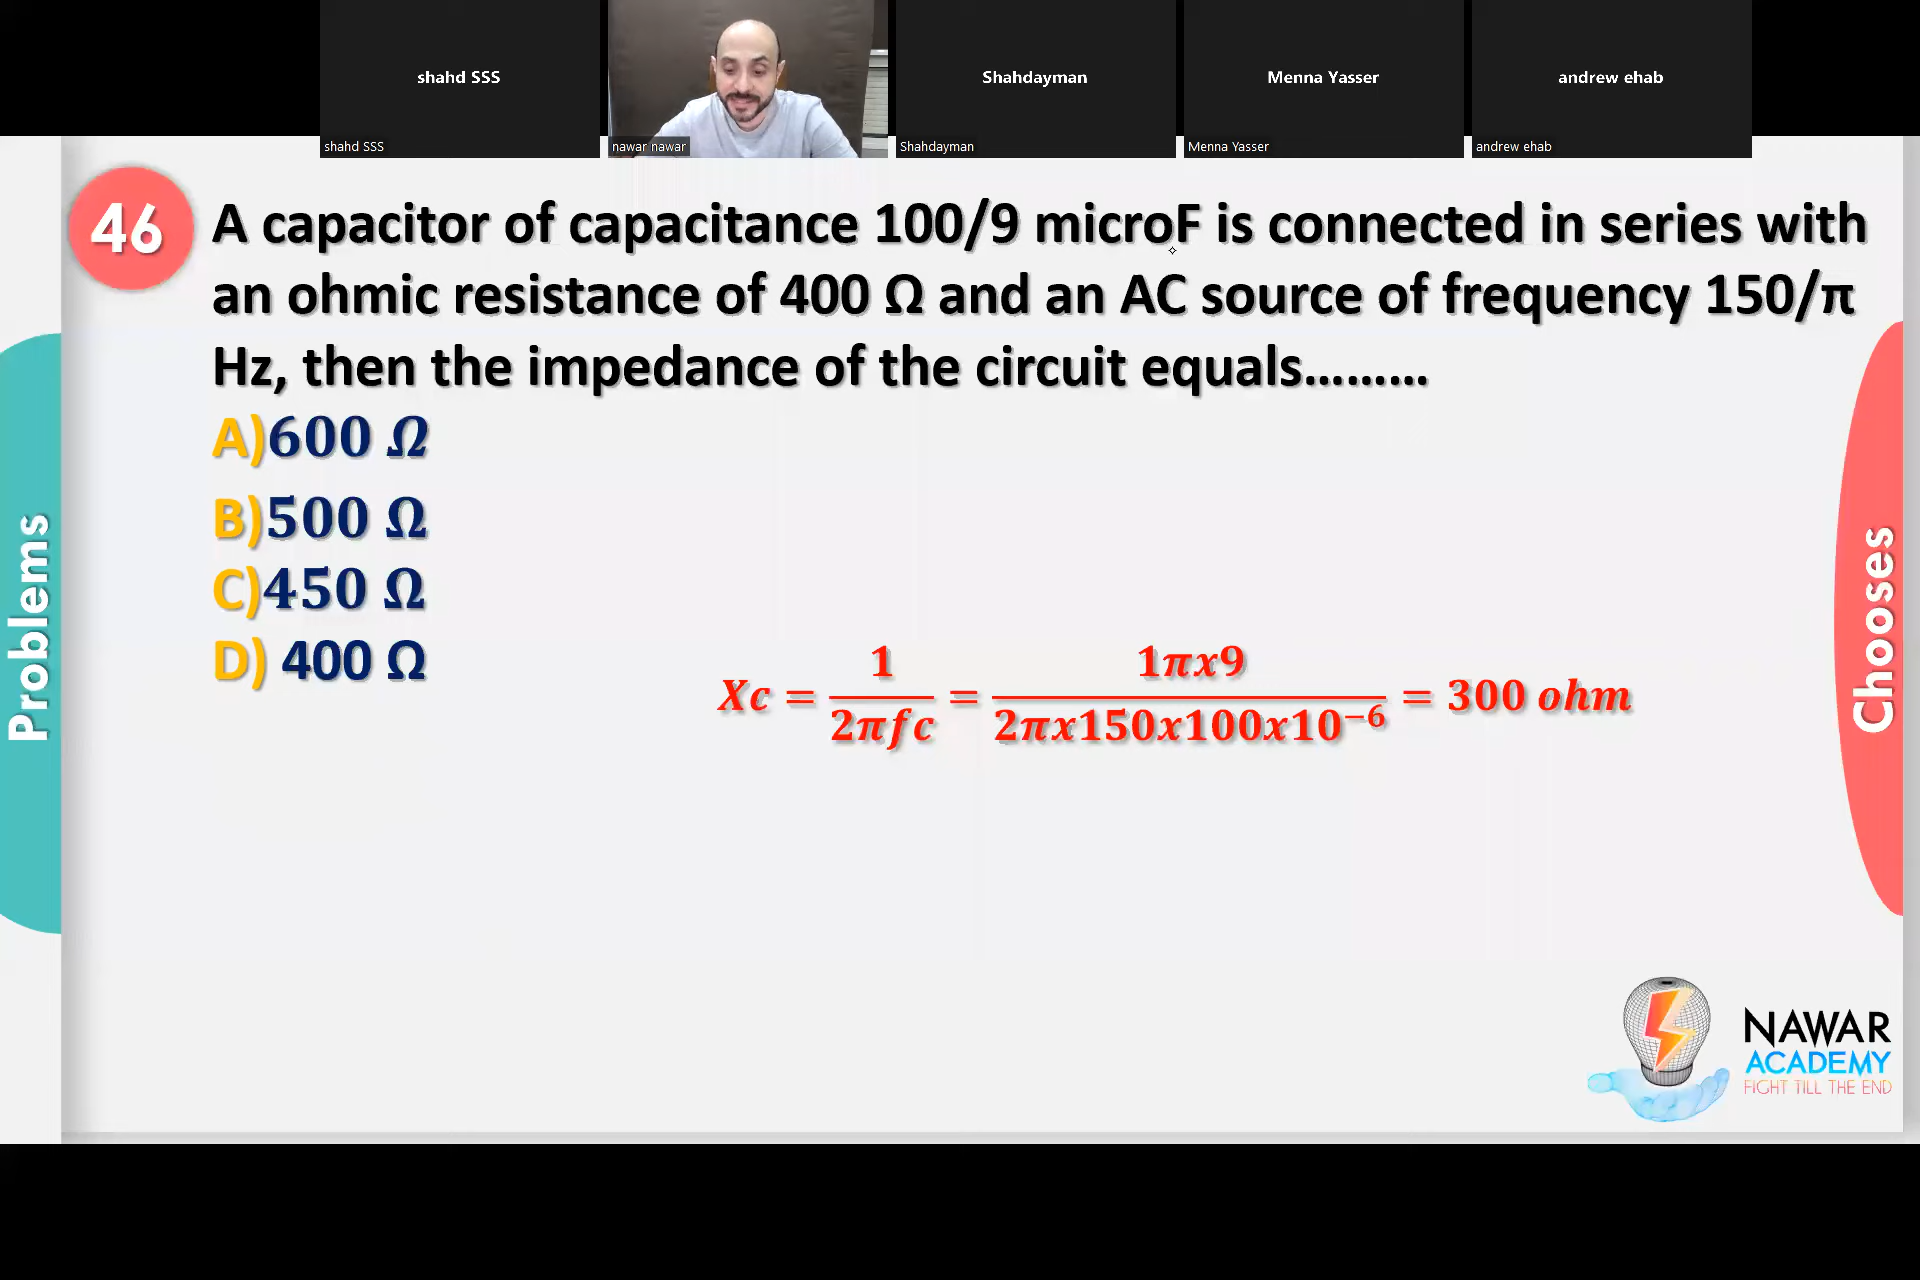 shahd SSS
Shahdayman
Menna Yasser
andrew ehab
shahd SSS
nawar nawar
Shahdayman
Menna Yasser
andrew ehab
46
A capacitor of capacitance 100/9 microF is connected in series with
an ohmic resistance of 400 Ω and an AC source of frequency 150/π
Hz, then the impedance of the circuit equals.........
A)600 Ω
B)500 Ω
C)450 Ω
D) 400 Ω
Xc = 1/2πfc = 1πx9/2πx150x100x10⁻⁶ = 300 ohm
Problems
Chooses
NAWAR
ACADEMY
FIGHT TILL THE END